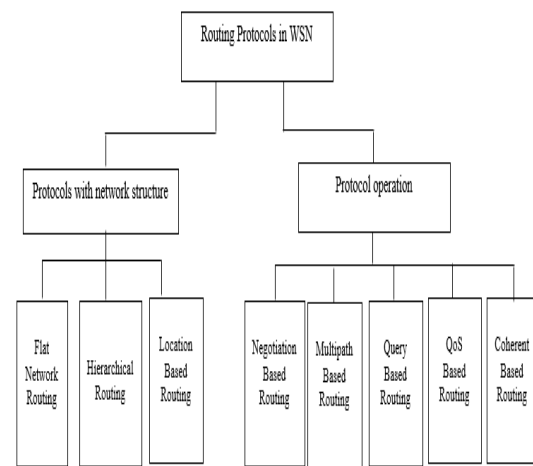 Routing Protocols in WSN
Protocols with network structure
Protocol operation
Flat
Network
Routing
Hierarchical
Routing
Location
Based
Routing
Negotiation
Based
Routing
Multipath
Based
Routing
Query
Based
Routing
QoS
Based
Routing
Coherent
Based
Routing